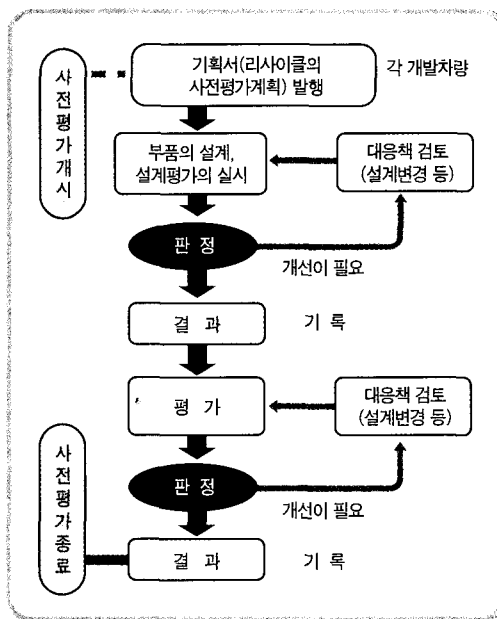 사전평가개시
기획서(리사이클의
사전평가계획) 발행
각 개발차량
부품의 설계,
설계평가의 실시
대응책 검토
(설계변경 등)
판 정
개선이 필요
결 과
기 록
평 가
대응책 검토
(설계변경 등)
판 정
개선이 필요
사전평가종료
결 과
기 록